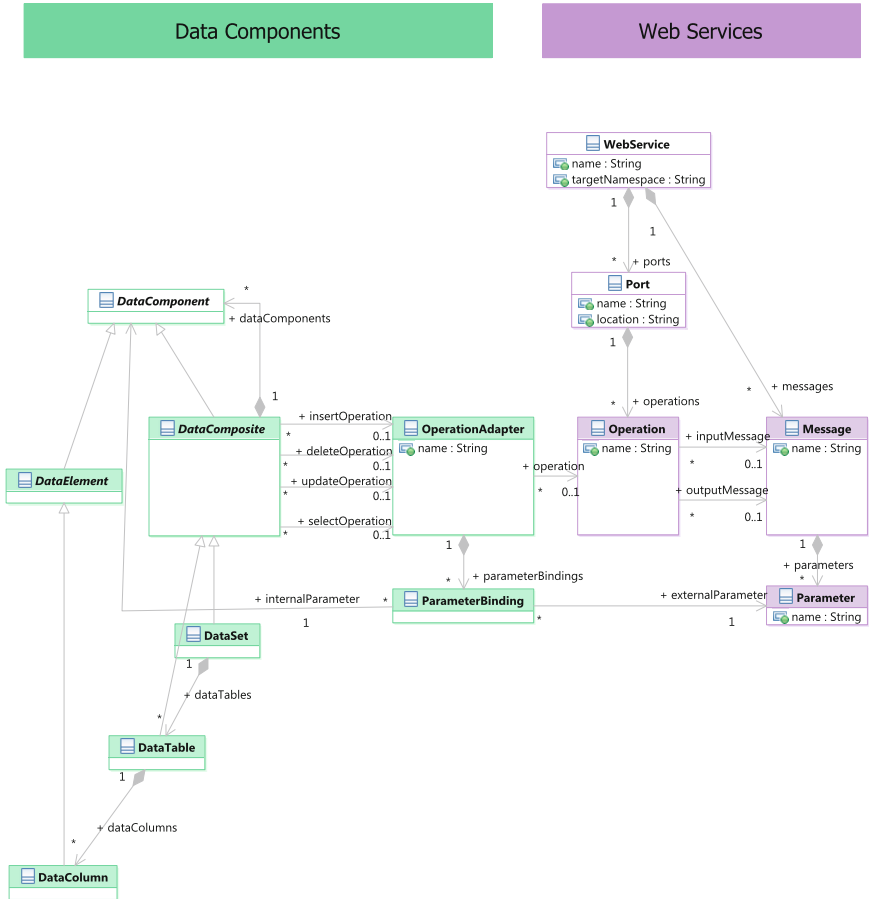 Data Components
Web Services
WebService
name : String
targetNamespace : String
1
1
*
+ ports
Port
name : String
location : String
1
*
+ operations
*
+ messages
DataComponent
*
+ dataComponents
1
DataComposite
+ insertOperation
*
0..1
+ deleteOperation
*
0..1
+ updateOperation
*
0..1
+ selectOperation
*
0..1
OperationAdapter
name : String
+ operation
*
0..1
Operation
name : String
+ inputMessage
*
0..1
+ outputMessage
*
0..1
Message
name : String
DataElement
1
*
+ parameterBindings
1
+ parameters
*
+ internalParameter
*
1
ParameterBinding
+ externalParameter
*
1
Parameter
name : String
DataSet
1
+ dataTables
*
DataTable
1
+ dataColumns
*
DataColumn